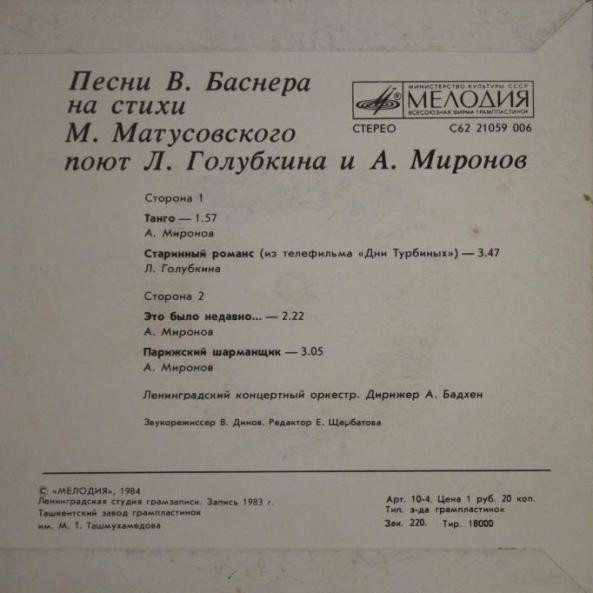 Песни В. Баснера
на стихи
М. Матусовского
поют Л. Голубкина и А. Миронов
МИНИСТЕРСТВО КУЛЬТУРЫ СССР
МЕЛОДИЯ
ВСЕСОЮЗНАЯ ФИРМА ГРАМПЛАСТИНОК
СТЕРЕО С62 21059 006
Сторона 1
Танго — 1.57
А. Миронов
Старинный романс (из телефильма «Дни Турбиных») — 3.47
Л. Голубкина
Сторона 2
Это было недавно... — 2.22
А. Миронов
Парижский шарманщик — 3.05
А. Миронов
Ленинградский концертный оркестр. Дирижер А. Бадхен
Звукорежиссер В. Динов. Редактор Е. Щербатова
© «МЕЛОДИЯ», 1984
Ленинградская студия грамзаписи. Запись 1983 г.
Ташкентский завод грампластинок
им. М. Т. Ташмухамедова
Арт. 10-4. Цена 1 руб. 20 коп.
Тип. з-да грампластинок
Зак. 220. Тир. 18000